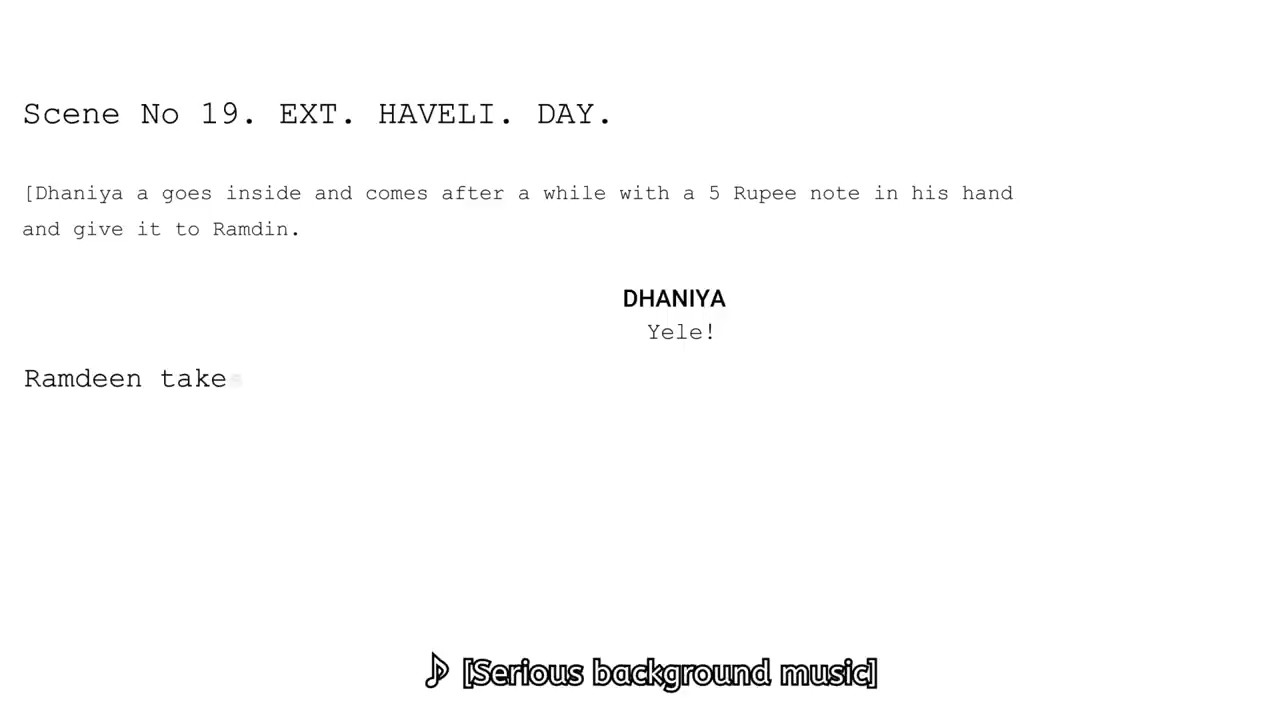 Scene No 19. EXT. HAVELI. DAY.
[Dhaniya a goes inside and comes after a while with a 5 Rupee note in his hand
and give it to Ramdin.
DHANIYA
Yele!
Ramdeen takes
♪ [Serious background music]